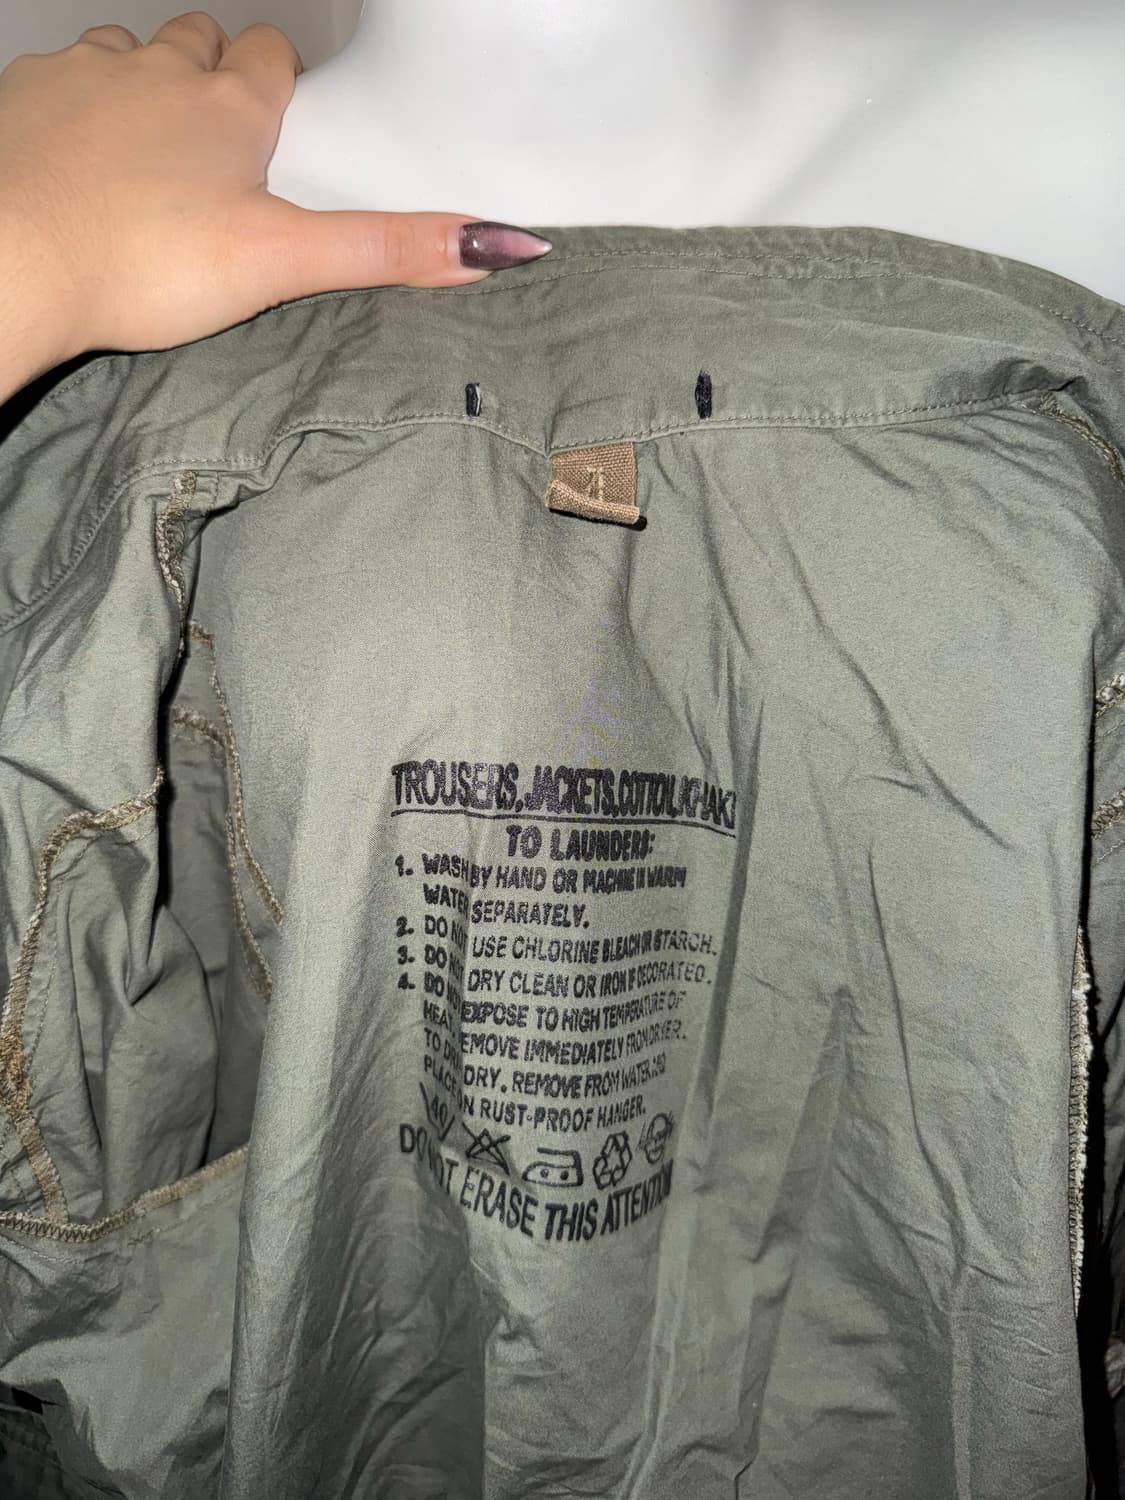 TROUSERS, JACKETS, COTTON, KHAKI
TO LAUNDERS:
1. WASH BY HAND OR MACHINE IN WARM
WATER SEPARATELY.
2. DO NOT USE CHLORINE BLEACH OR STARCH.
3. DO NOT DRY CLEAN OR IRON IF DECORATED.
4. DO NOT EXPOSE TO HIGH TEMPERATURE OF
HEAT, REMOVE IMMEDIATELY FROM DRYER.
TO DRY, DRY. REMOVE FROM WATER AND
PLACE ON RUST-PROOF HANGER.
40
DO NOT ERASE THIS ATTENTION